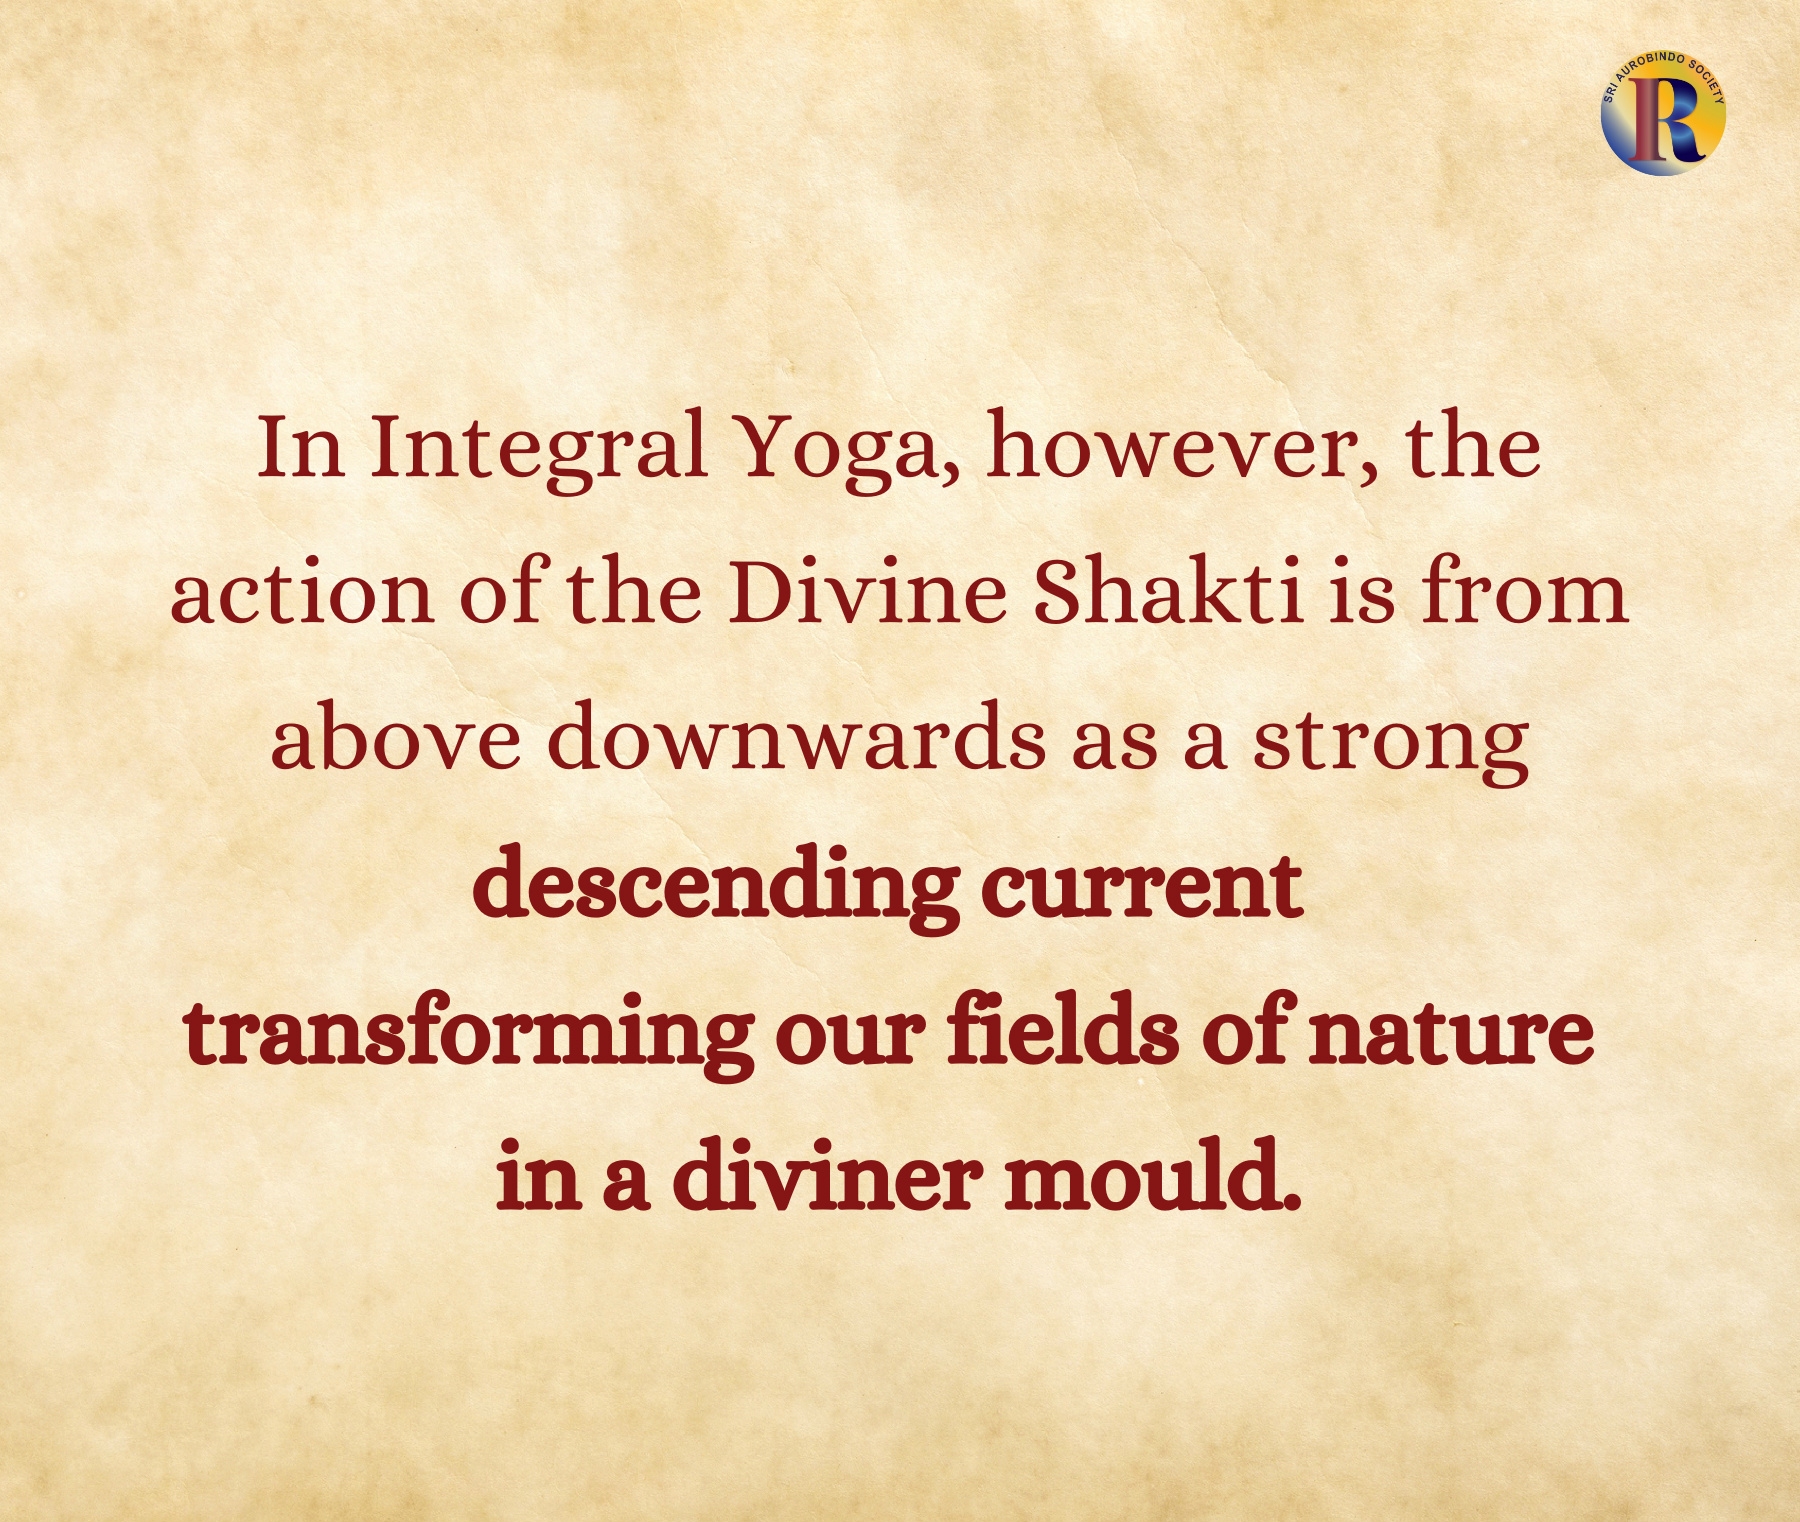 SRI AUROBINDO SOCIETY
R
In Integral Yoga, however, the
action of the Divine Shakti is from
above downwards as a strong
descending current
transforming our fields of nature
in a diviner mould.